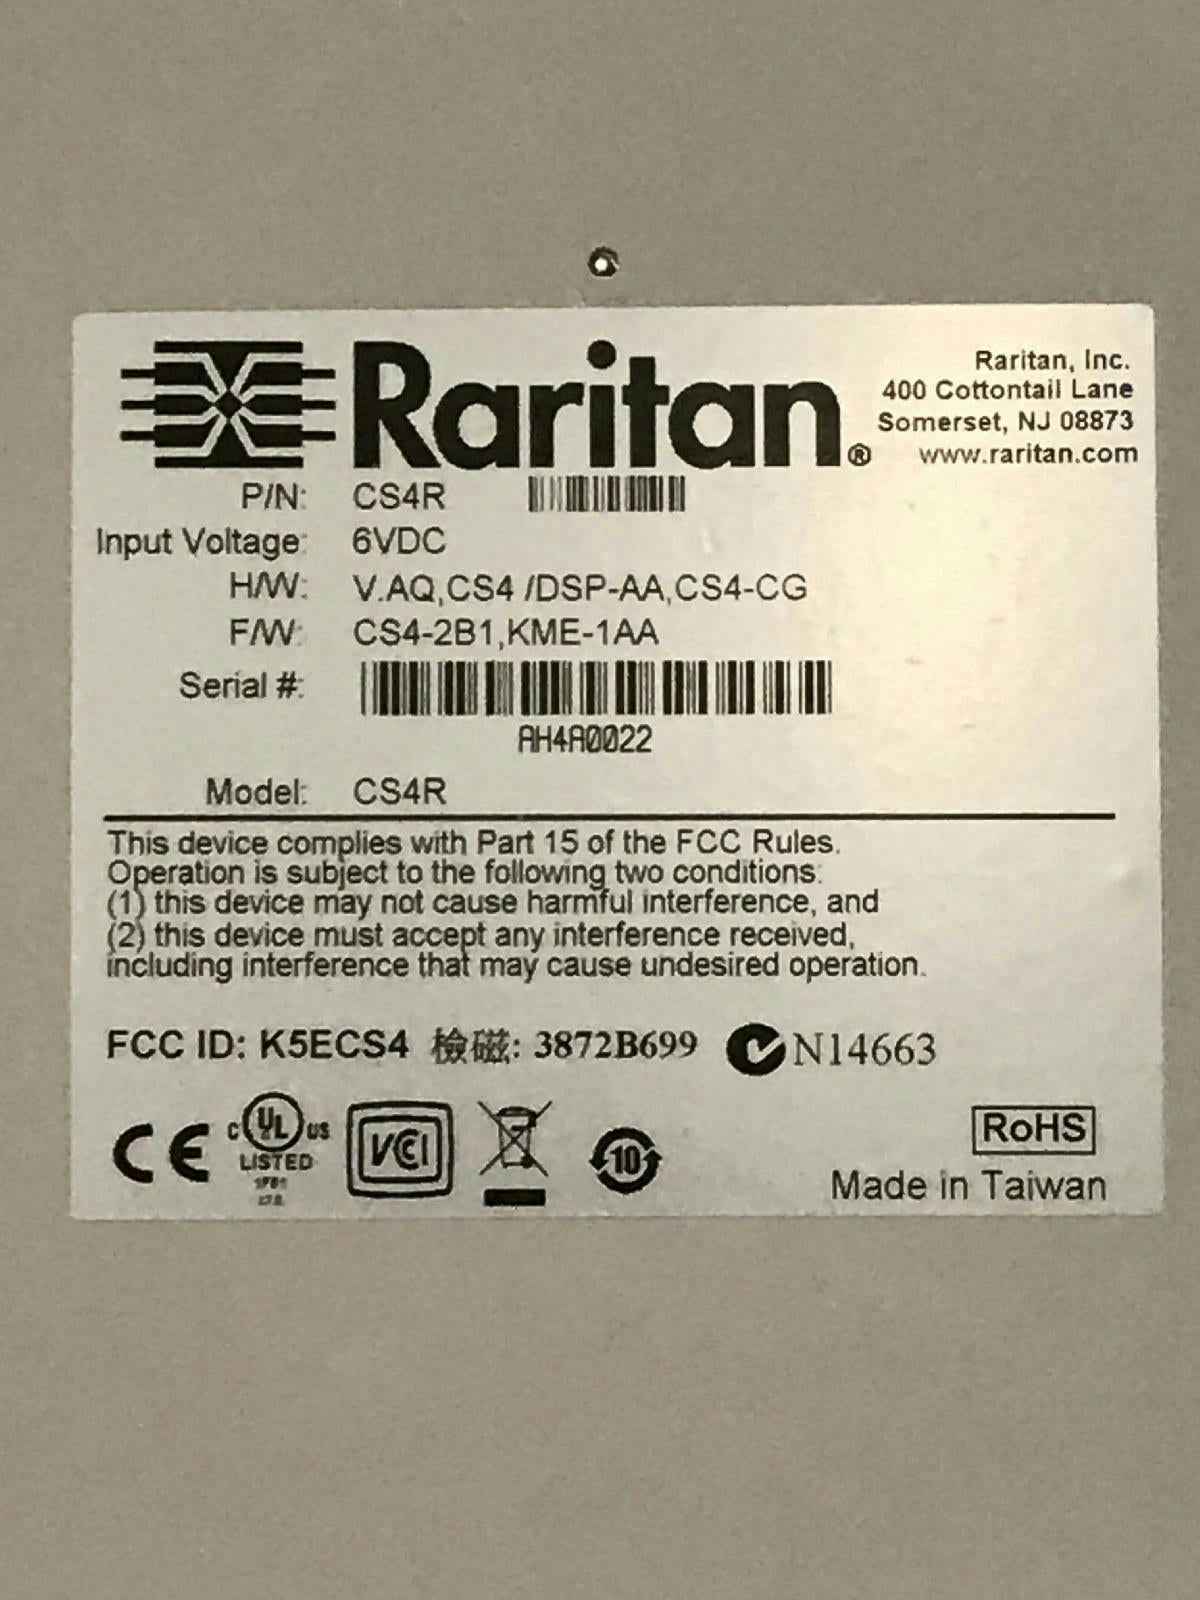 Raritan®
Raritan, Inc.
400 Cottontail Lane
Somerset, NJ 08873
www.raritan.com
P/N: CS4R
Input Voltage: 6VDC
H/W: V.AQ,CS4 /DSP-AA,CS4-CG
F/W: CS4-2B1,KME-1AA
Serial #:
AH4A0022
Model: CS4R
This device complies with Part 15 of the FCC Rules.
Operation is subject to the following two conditions:
(1) this device may not cause harmful interference, and
(2) this device must accept any interference received,
including interference that may cause undesired operation.
FCC ID: K5ECS4 檢磁: 3872B699 N14663
CE C UL US
LISTED
VCI
10
RoHS
Made in Taiwan